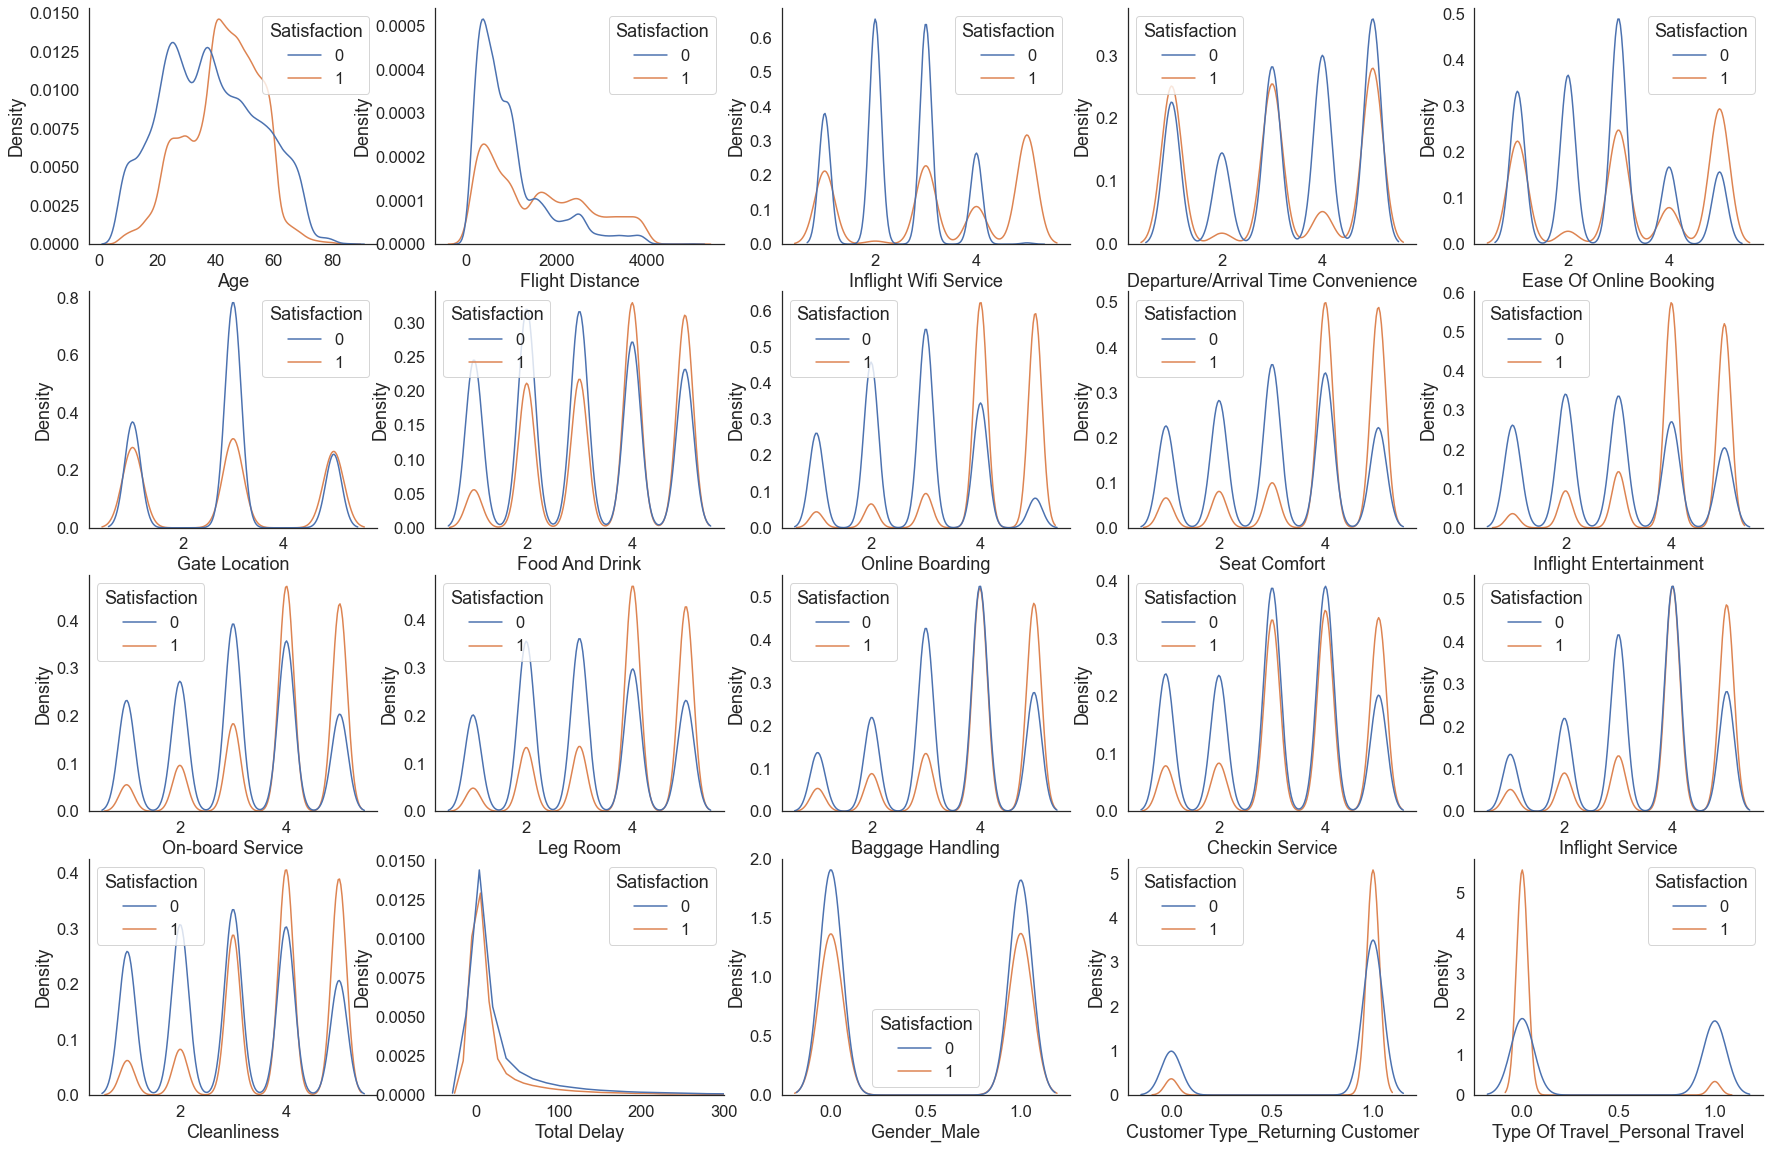 Satisfaction
0
1
Density
0.0150
0.0125
0.0100
0.0075
0.0050
0.0025
0.0000
0 20 40 60 80
Age
Satisfaction
0
1
Density
0.0005
0.0004
0.0003
0.0002
0.0001
0.0000
0 2000 4000
Flight Distance
Satisfaction
0
1
Density
0.6
0.5
0.4
0.3
0.2
0.1
0.0
2 4
Inflight Wifi Service
Satisfaction
0
1
Density
0.3
0.2
0.1
0.0
2 4
Departure/Arrival Time Convenience
Satisfaction
0
1
Density
0.5
0.4
0.3
0.2
0.1
0.0
2 4
Ease Of Online Booking
Satisfaction
0
1
Density
0.8
0.6
0.4
0.2
0.0
2 4
Gate Location
Satisfaction
0
1
Density
0.30
0.25
0.20
0.15
0.10
0.05
0.00
2 4
Food And Drink
Satisfaction
0
1
Density
0.6
0.5
0.4
0.3
0.2
0.1
0.0
2 4
Online Boarding
Satisfaction
0
1
Density
0.5
0.4
0.3
0.2
0.1
0.0
2 4
Seat Comfort
Satisfaction
0
1
Density
0.6
0.5
0.4
0.3
0.2
0.1
0.0
2 4
Inflight Entertainment
Satisfaction
0
1
Density
0.4
0.3
0.2
0.1
0.0
2 4
On-board Service
Satisfaction
0
1
Density
0.4
0.3
0.2
0.1
0.0
2 4
Leg Room
Satisfaction
0
1
Density
0.5
0.4
0.3
0.2
0.1
0.0
2 4
Baggage Handling
Satisfaction
0
1
Density
0.4
0.3
0.2
0.1
0.0
2 4
Checkin Service
Satisfaction
0
1
Density
0.5
0.4
0.3
0.2
0.1
0.0
2 4
Inflight Service
Satisfaction
0
1
Density
0.4
0.3
0.2
0.1
0.0
2 4
Cleanliness
Satisfaction
0
1
Density
0.0150
0.0125
0.0100
0.0075
0.0050
0.0025
0.0000
0 100 200 300
Total Delay
Satisfaction
0
1
Density
2.0
1.5
1.0
0.5
0.0
0.0 0.5 1.0
Gender_Male
Satisfaction
0
1
Density
5
4
3
2
1
0
0.0 0.5 1.0
Customer Type_Returning Customer
Satisfaction
0
1
Density
5
4
3
2
1
0
0.0 0.5 1.0
Type Of Travel_Personal Travel